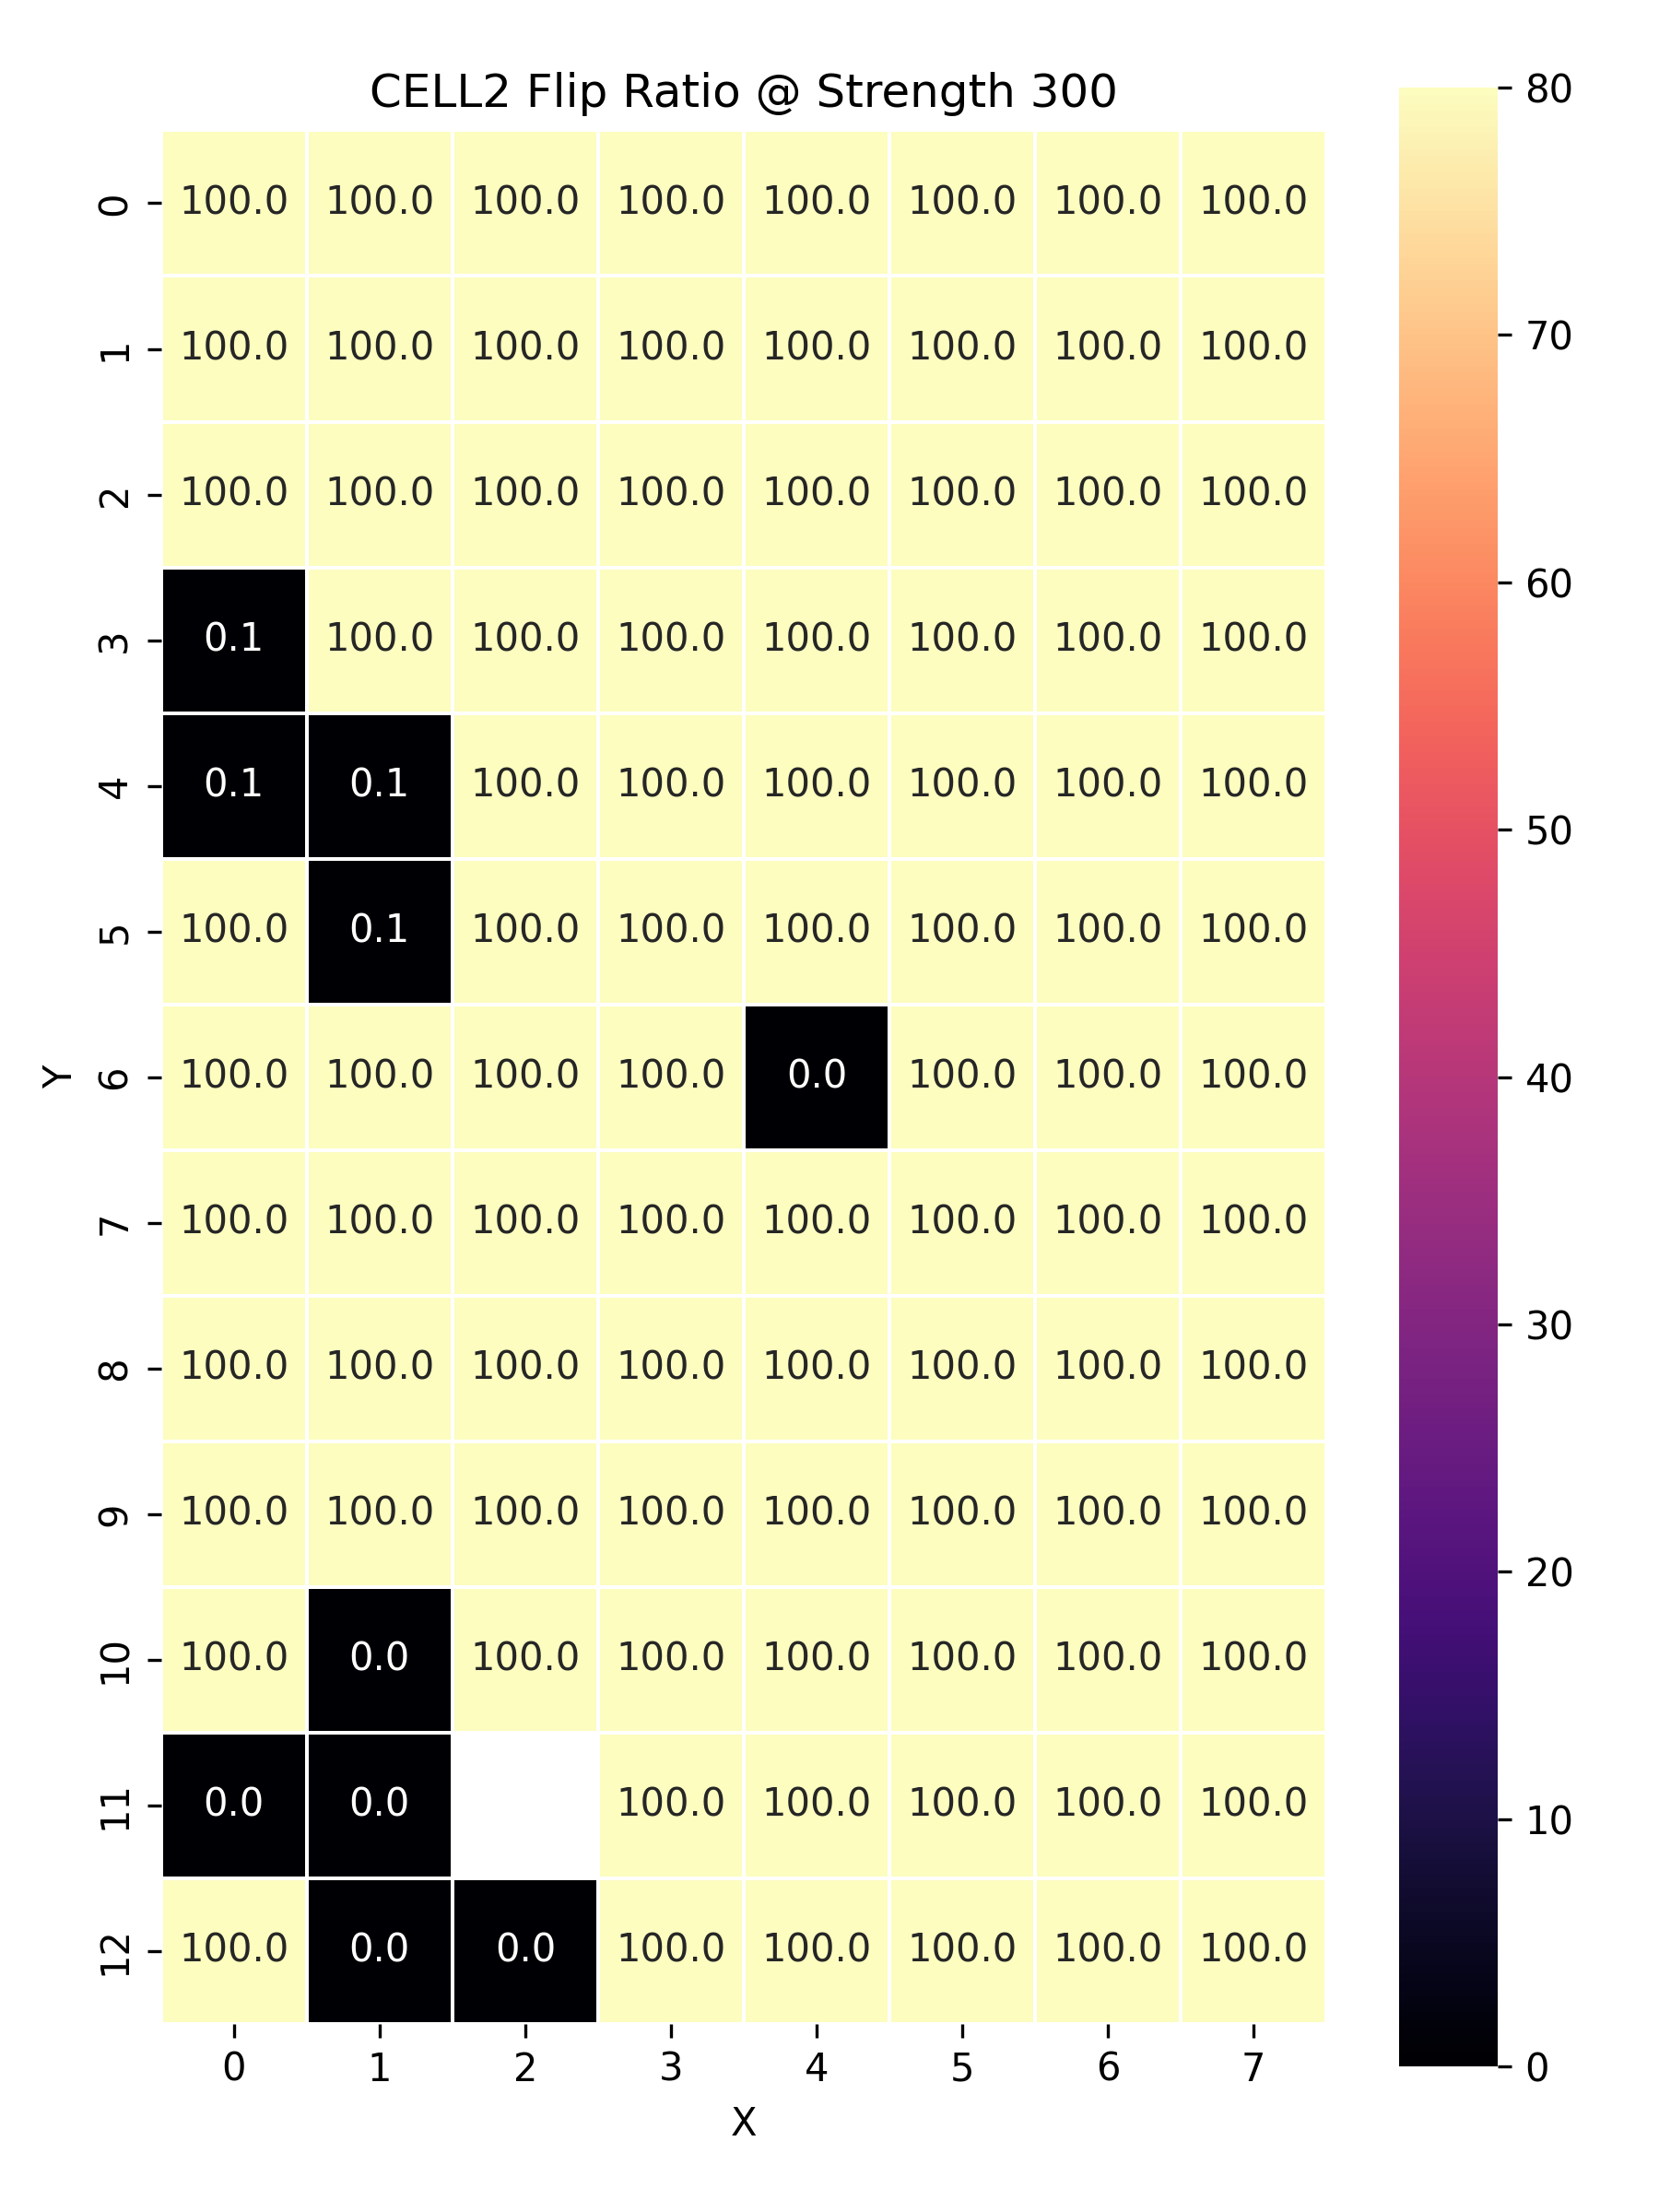 CELL2 Flip Ratio @ Strength 300
80
0 100.0 100.0 100.0 100.0 100.0 100.0 100.0 100.0
70
1 100.0 100.0 100.0 100.0 100.0 100.0 100.0 100.0
2 100.0 100.0 100.0 100.0 100.0 100.0 100.0 100.0
60
3 0.1 100.0 100.0 100.0 100.0 100.0 100.0 100.0
4 0.1 0.1 100.0 100.0 100.0 100.0 100.0 100.0
50
5 100.0 0.1 100.0 100.0 100.0 100.0 100.0 100.0
Y
6 100.0 100.0 100.0 100.0 0.0 100.0 100.0 100.0
40
7 100.0 100.0 100.0 100.0 100.0 100.0 100.0 100.0
30
8 100.0 100.0 100.0 100.0 100.0 100.0 100.0 100.0
9 100.0 100.0 100.0 100.0 100.0 100.0 100.0 100.0
20
10 100.0 0.0 100.0 100.0 100.0 100.0 100.0 100.0
11 0.0 0.0 100.0 100.0 100.0 100.0 100.0
10
12 100.0 0.0 0.0 100.0 100.0 100.0 100.0 100.0
0
0 1 2 3 4 5 6 7
X